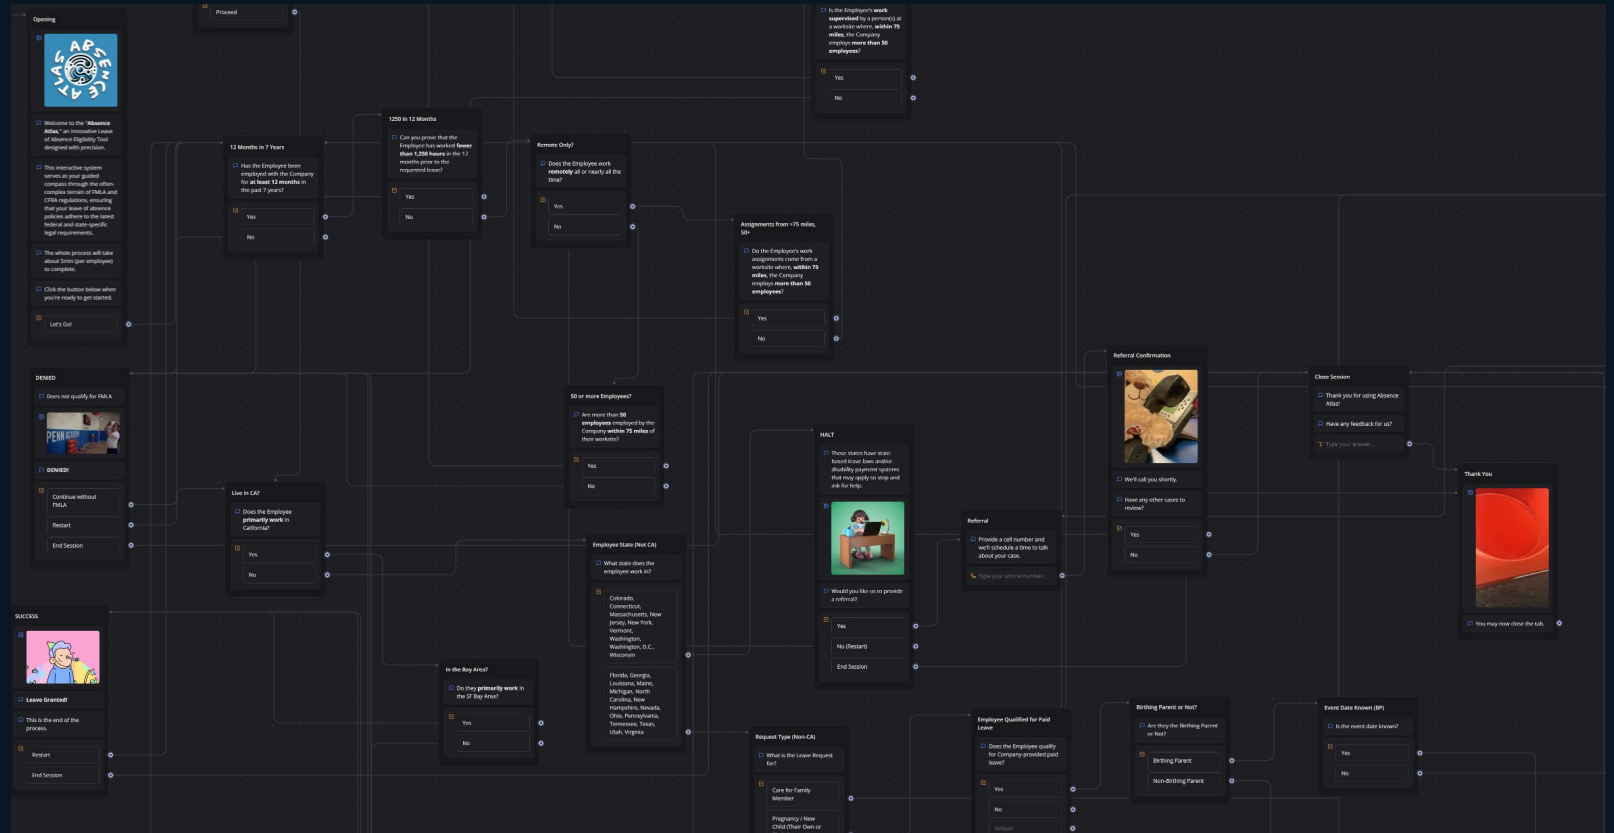 Opening
ABSENCE ATLAS
Welcome to the "Absence
Atlas," an Innovative Leave
of Absence Eligibility Tool
designed with precision.
This interactive system
serves as your guided
compass through the often-
complex terrain of FMLA and
CFRA regulations, ensuring
that your leave of absence
policies adhere to the latest
federal and state-specific
legal requirements.
The whole process will take
about 5min (per employee)
to complete.
Click the button below when
you're ready to get started.
Let's Go!
Proceed
12 Months in 7 Years
Has the Employee been
employed with the Company
for at least 12 months in
the past 7 years?
Yes
No
1250 in 12 Months
Can you prove that the
Employee has worked fewer
than 1,250 hours in the 12
months prior to the
requested leave?
Yes
No
Remote Only?
Does the Employee work
remotely all or nearly all the
time?
Yes
No
Is the Employee's work
supervised by a person(s) at
a worksite where, within 75
miles, the Company
employs more than 50
employees?
Yes
No
Assignments from >75 miles,
50+
Do the Employee's work
assignments come from a
worksite where, within 75
miles, the Company
employs more than 50
employees?
Yes
No
DENIED
Does not qualify for FMLA
PENN
DENIED!
Continue without
FMLA
Restart
End Session
Live in CA?
Does the Employee
primarily work in
California?
Yes
No
50 or more Employees?
Are more than 50
employees employed by the
Company within 75 miles of
their worksite?
Yes
No
Employee State (Not CA)
What state does the
employee work in?
Colorado,
Connecticut,
Massachusetts, New
Jersey, New York,
Vermont,
Washington,
Washington, D.C.,
Wisconsin
Florida, Georgia,
Louisiana, Maine,
Michigan, North
Carolina, New
Hampshire, Nevada,
Ohio, Pennsylvania,
Tennessee, Texas,
Utah, Virginia
HALT
These states have state-
based leave laws and/or
disability payment systems
that may apply so stop and
ask for help.
Would you like us to provide
a referral?
Yes
No (Restart)
End Session
Referral
Provide a cell number and
we'll schedule a time to talk
about your case.
Type your phone number...
Referral Confirmation
We'll call you shortly.
Have any other cases to
review?
Yes
No
Close Session
Thank you for using Absence
Atlas!
Have any feedback for us?
Type your answer...
Thank You
You may now close the tab.
SUCCESS
Leave Granted!
This is the end of the
process.
Restart
End Session
In the Bay Area?
Do they primarily work in
the SF Bay Area?
Yes
No
Request Type (Non-CA)
What is the Leave Request
for?
Care for Family
Member
Pregnancy / New
Child (Their Own or
Employee Qualified for Paid
Leave
Does the Employee qualify
for Company-provided paid
leave?
Yes
No
Default
Birthing Parent or Not?
Are they the Birthing Parent
or Not?
Birthing Parent
Non-Birthing Parent
Event Date Known (BP)
Is the event date known?
Yes
No